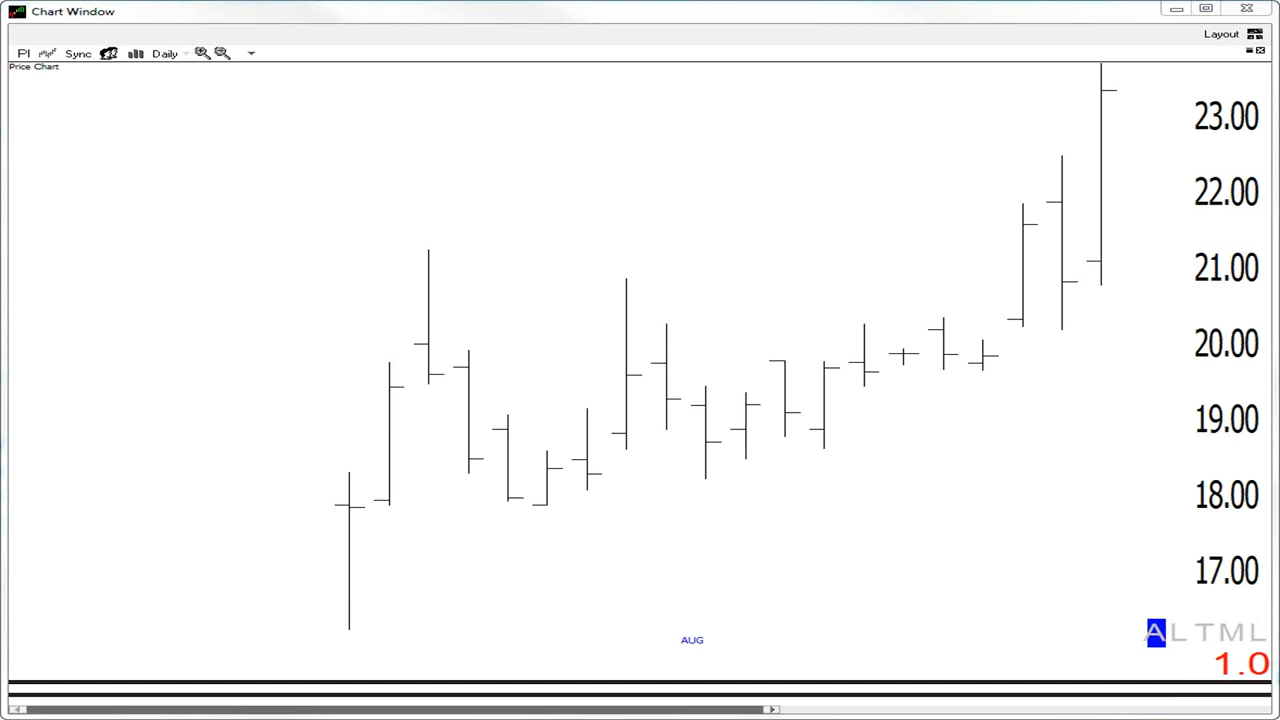 Chart Window
Layout
PI Sync Daily
Price Chart
23.00
22.00
21.00
20.00
19.00
18.00
17.00
AUG
ALTML
1.0